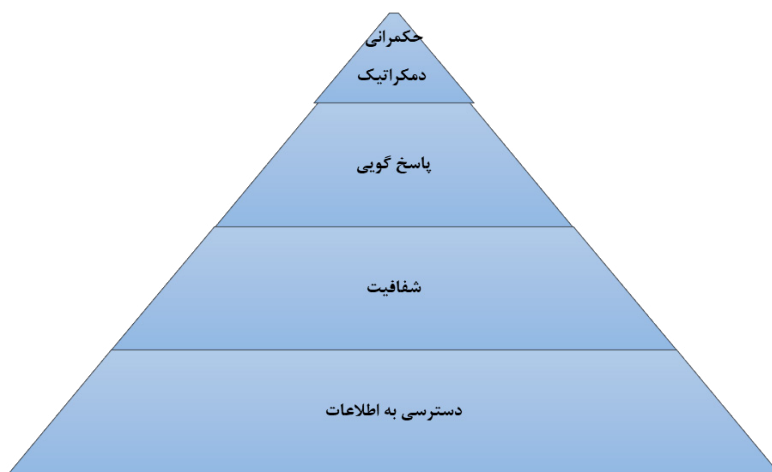 حکمرانی
دمکراتیک
پاسخ گویی
شفافیت
دسترسی به اطلاعات